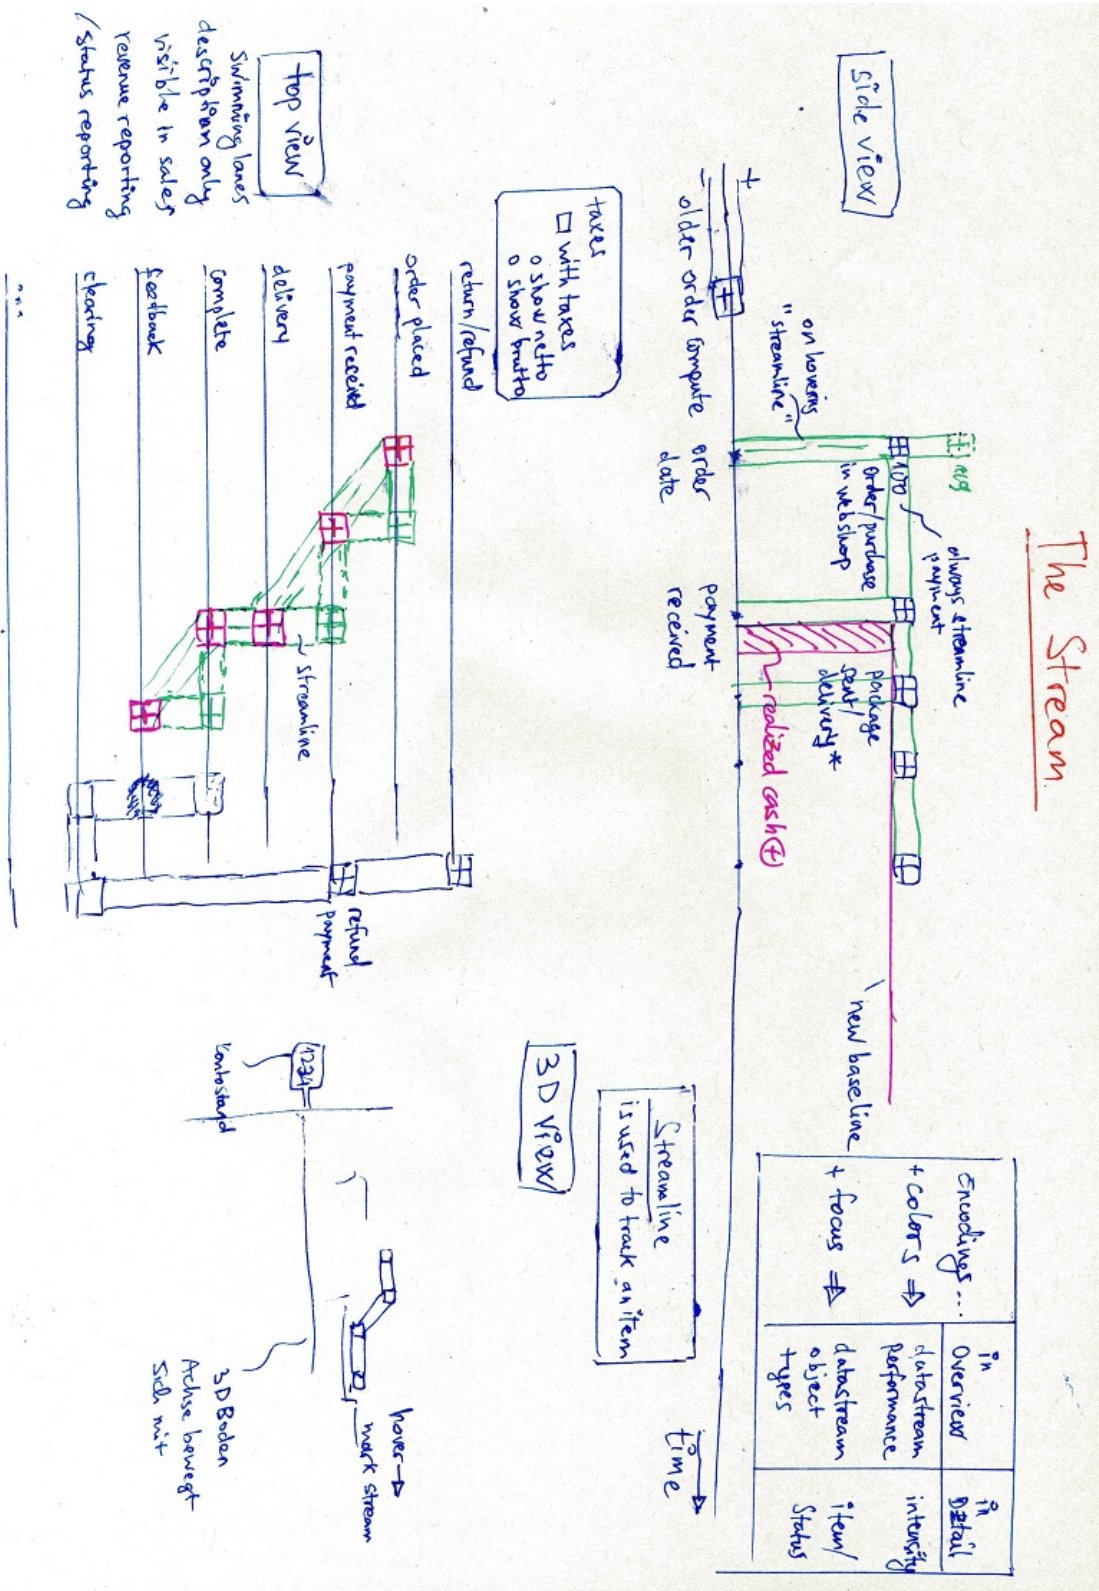 The Stream
side view
+
-
older order compute
on hovering
"streamline"
order
date
100
order/purchase
in webshop
always streamline
payment
payment
received
package
sent/
delivery *
realized cash (+)
new baseline
time
Encodings...
in
Overview
in
Detail
+ colors ⇒
datastream
performance
intensity
+ focus ⇒
datastream
object
types
item/
status
taxes
☐ with taxes
o show netto
o show brutto
Streamline
is used to track an item
top view
swimming lanes
description only
visible in sales
revenue reporting
/status reporting
return/refund
order placed
payment received
delivery
complete
feedback
clearing
...
streamline
refund
payment
3D view
1234
Kontostand
hover→
mark stream
3D Boden
Achse bewegt
sich mit